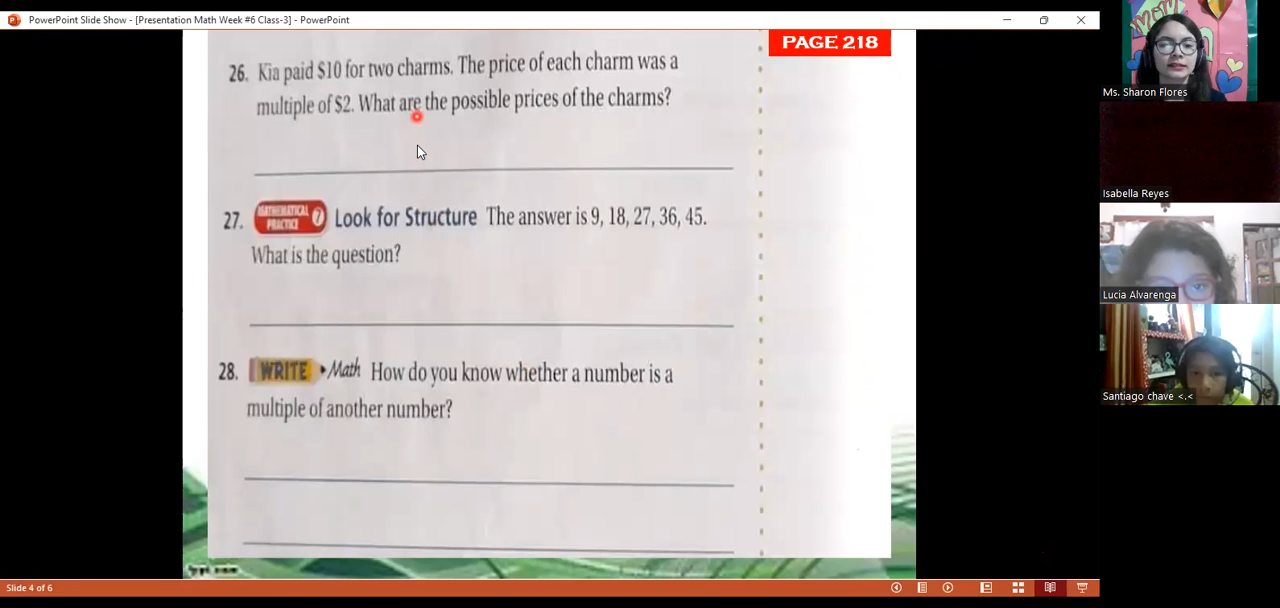 PowerPoint Slide Show - [Presentation Math Week #6 Class-3] - PowerPoint
PAGE 218
26. Kia paid $10 for two charms. The price of each charm was a
multiple of $2. What are the possible prices of the charms?
27. MATHEMATICAL PRACTICE 7 Look for Structure The answer is 9, 18, 27, 36, 45.
What is the question?
28. WRITE Math How do you know whether a number is a
multiple of another number?
Ms. Sharon Flores
Isabella Reyes
Lucia Alvarenga
Santiago chave <.<
Slide 4 of 6